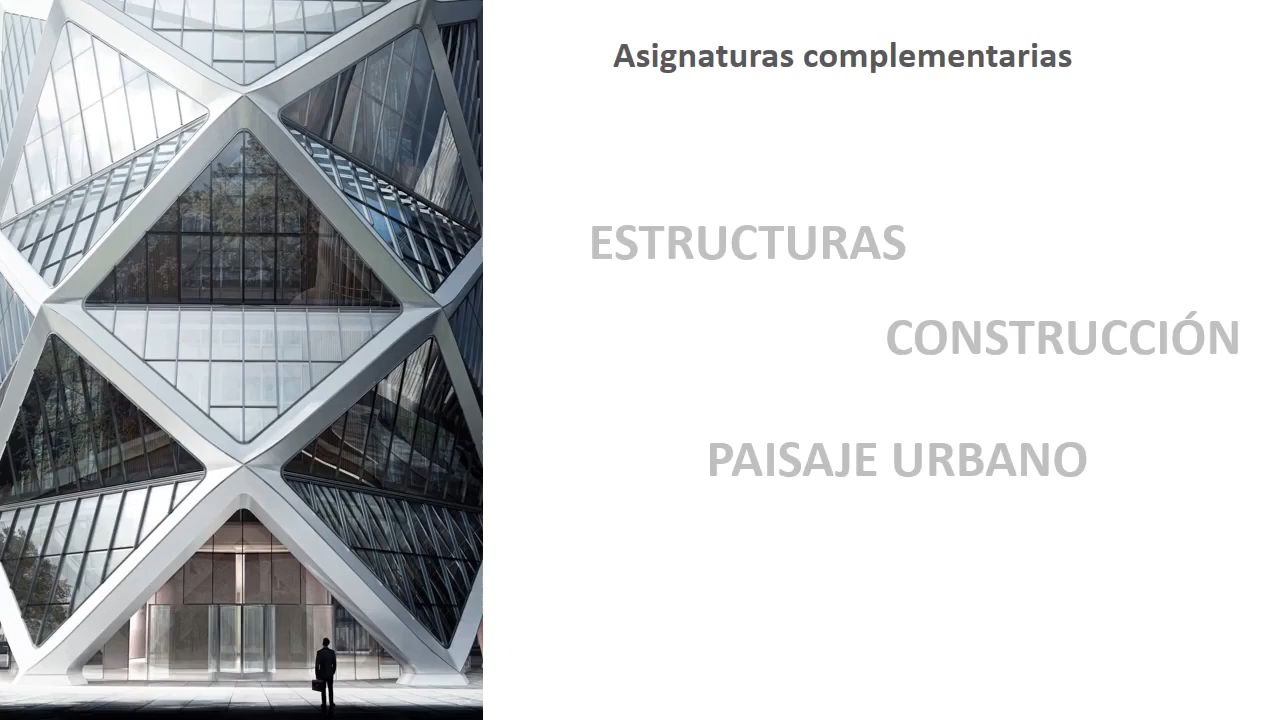 Asignaturas complementarias
ESTRUCTURAS
CONSTRUCCIÓN
PAISAJE URBANO